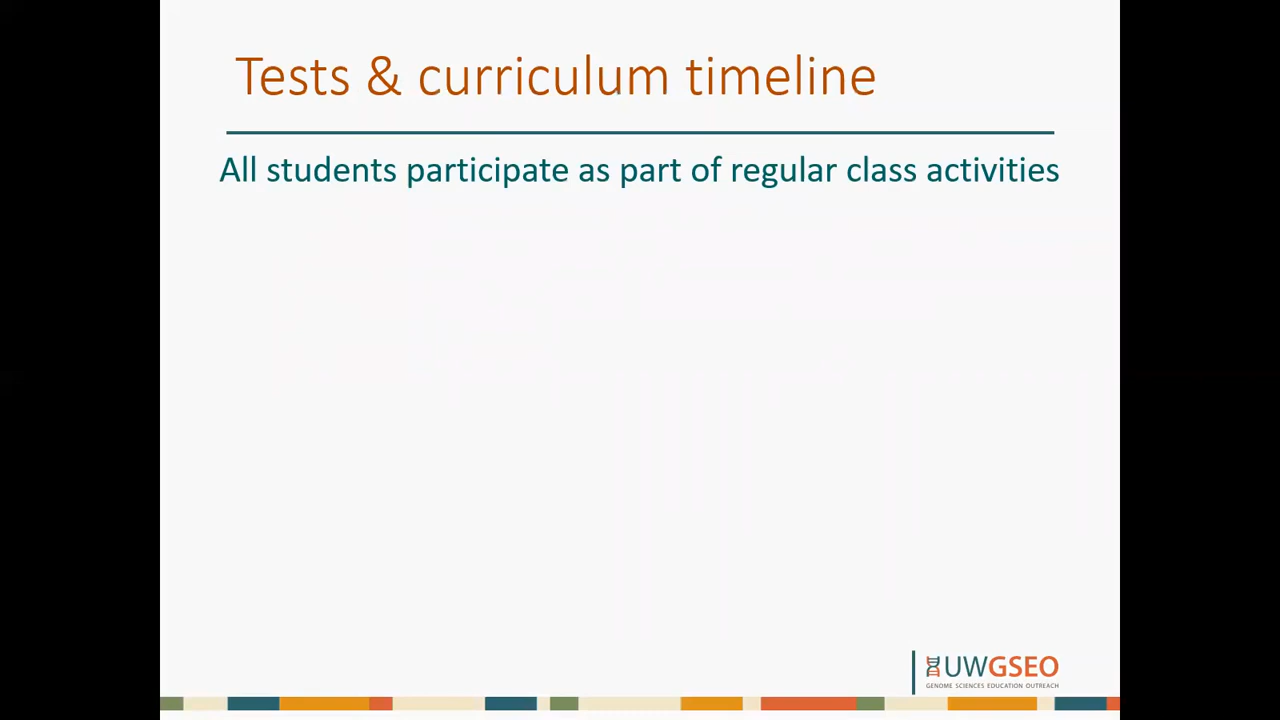 Tests & curriculum timeline
All students participate as part of regular class activities
UWGSEO
GENOME SCIENCES EDUCATION OUTREACH